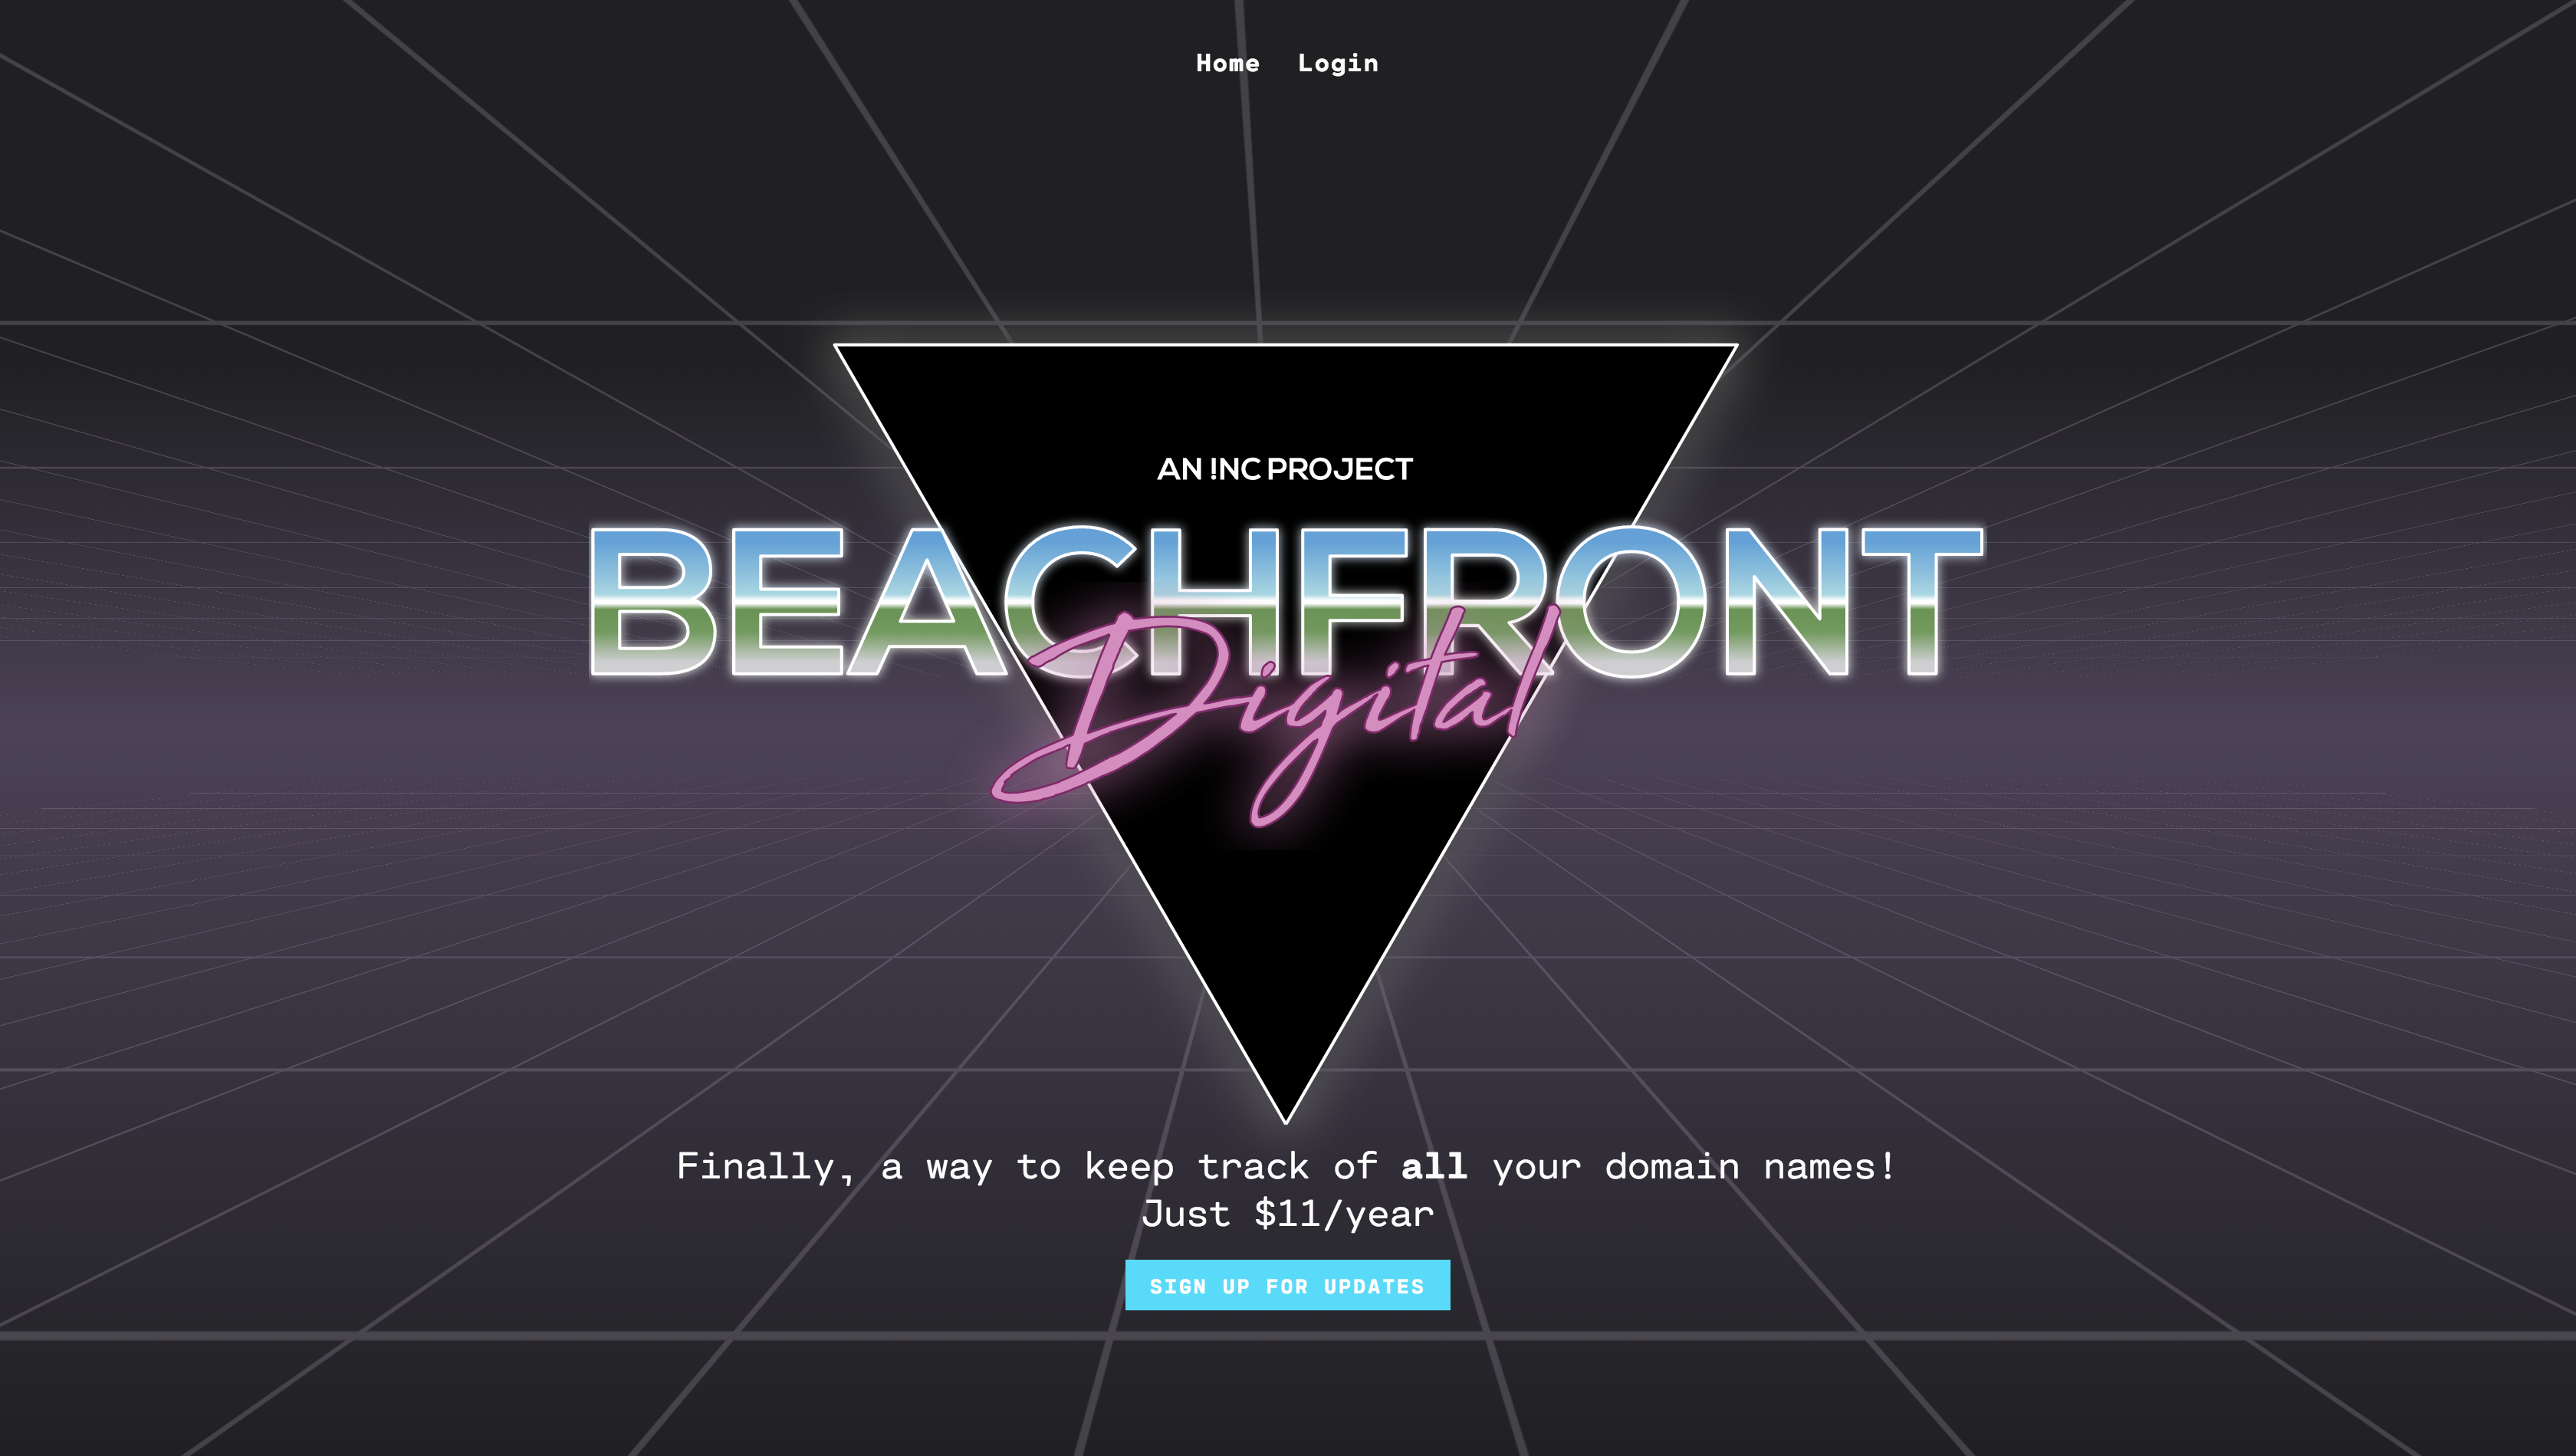 Home Login
AN !NC PROJECT
BEACHFRONT
Digital
Finally, a way to keep track of all your domain names!
Just $11/year
SIGN UP FOR UPDATES